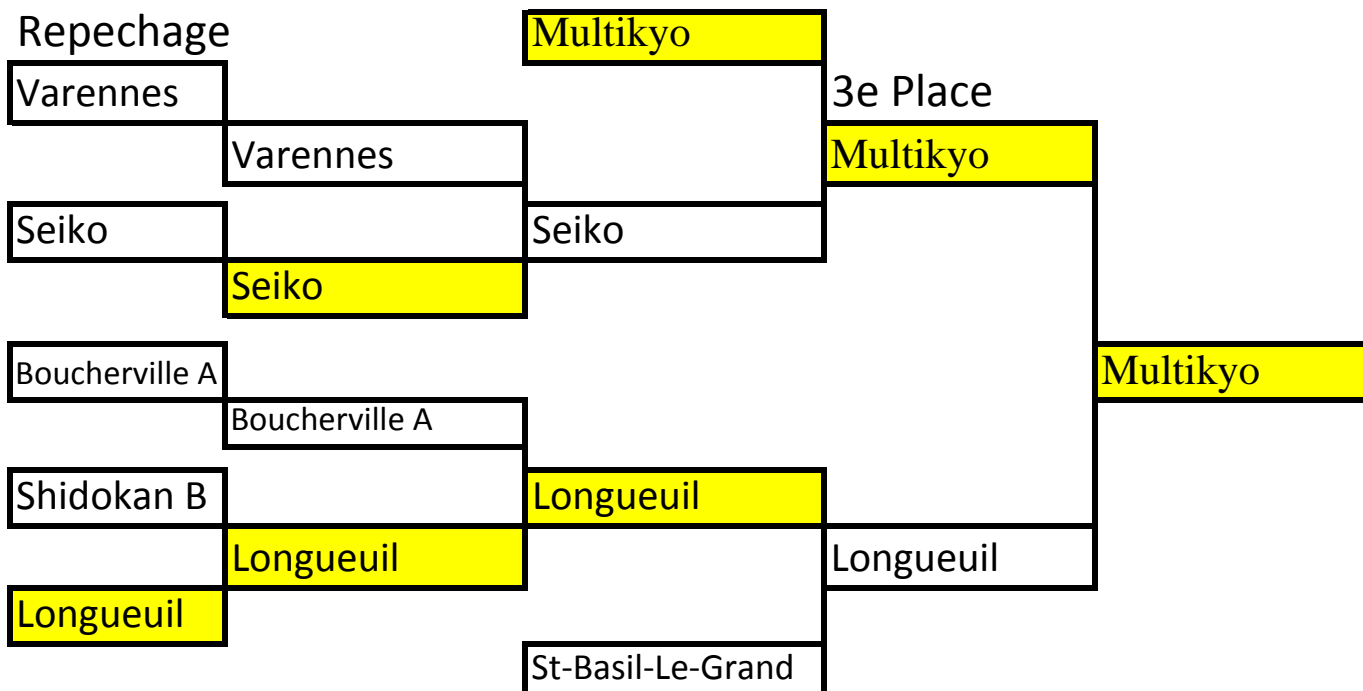 Repechage
Multikyo
Varennes
3e Place
Varennes
Multikyo
Seiko
Seiko
Seiko
Boucherville A
Multikyo
Boucherville A
Shidokan B
Longueuil
Longueuil
Longueuil
Longueuil
St-Basil-Le-Grand